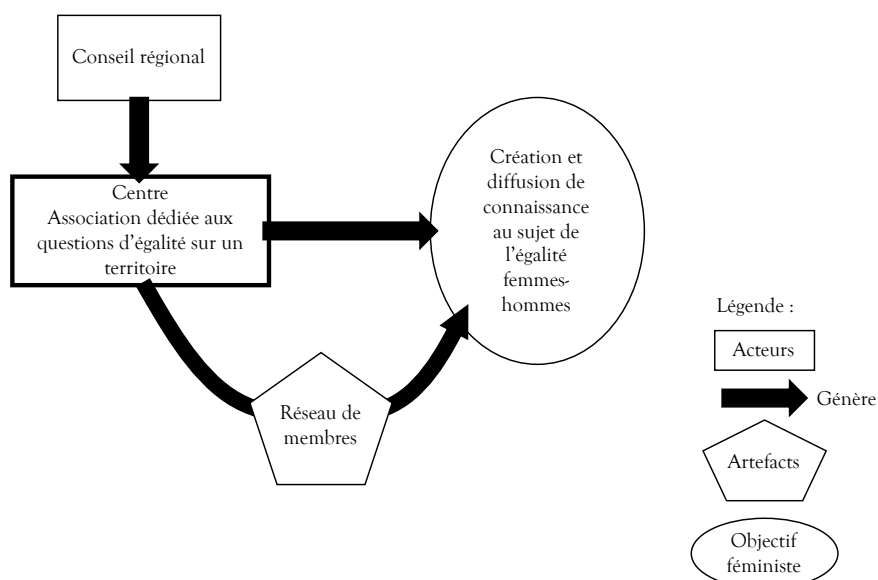 Conseil régional
Centre
Association dédiée aux
questions d'égalité sur un
territoire
Création et
diffusion de
connaissance
au sujet de
l'égalité
femmes-
hommes
Réseau de
membres
Légende :
Acteurs
Génère
Artefacts
Objectif
féministe